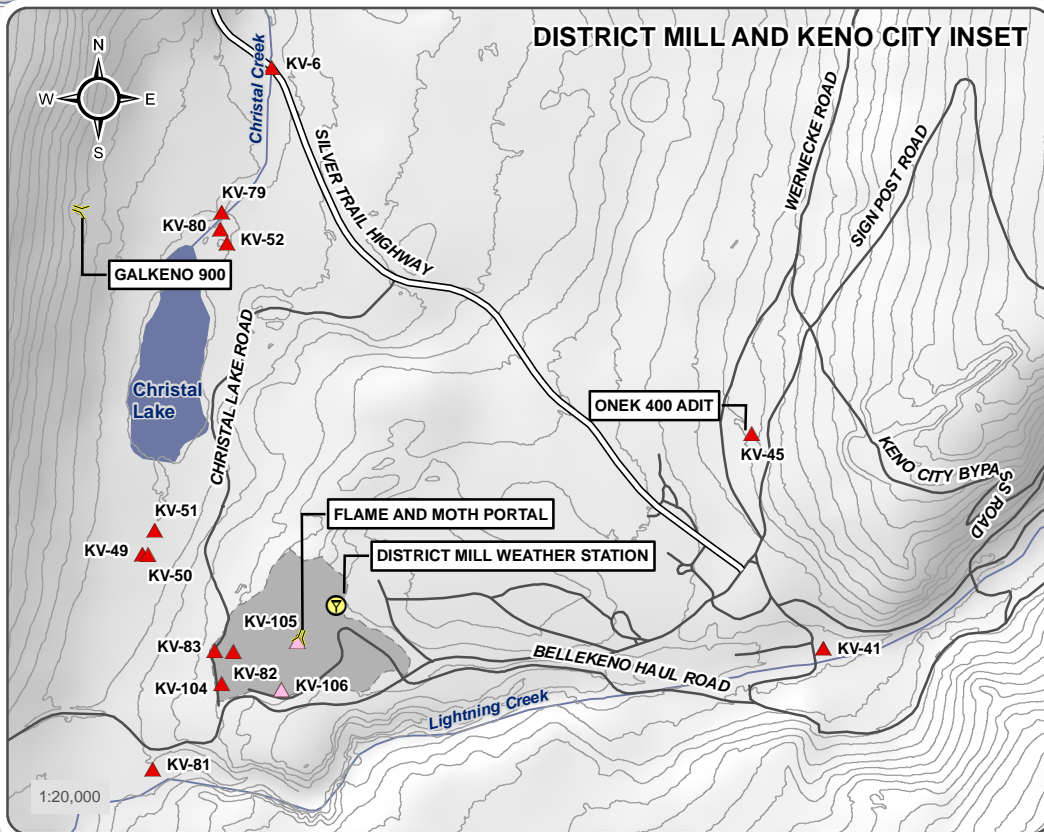 DISTRICT MILL AND KENO CITY INSET
N
W
E
S
Christal Creek
KV-6
SILVER TRAIL HIGHWAY
WERNECKE ROAD
SIGN POST ROAD
KV-79
KV-80
KV-52
GALKENO 900
CHRISTAL LAKE ROAD
Christal
Lake
ONEK 400 ADIT
KV-45
KENO CITY BYPASS ROAD
KV-51
KV-49
KV-50
FLAME AND MOTH PORTAL
DISTRICT MILL WEATHER STATION
KV-105
KV-83
KV-82
KV-104
KV-106
KV-41
BELLEKENO HAUL ROAD
Lightning Creek
KV-81
1:20,000